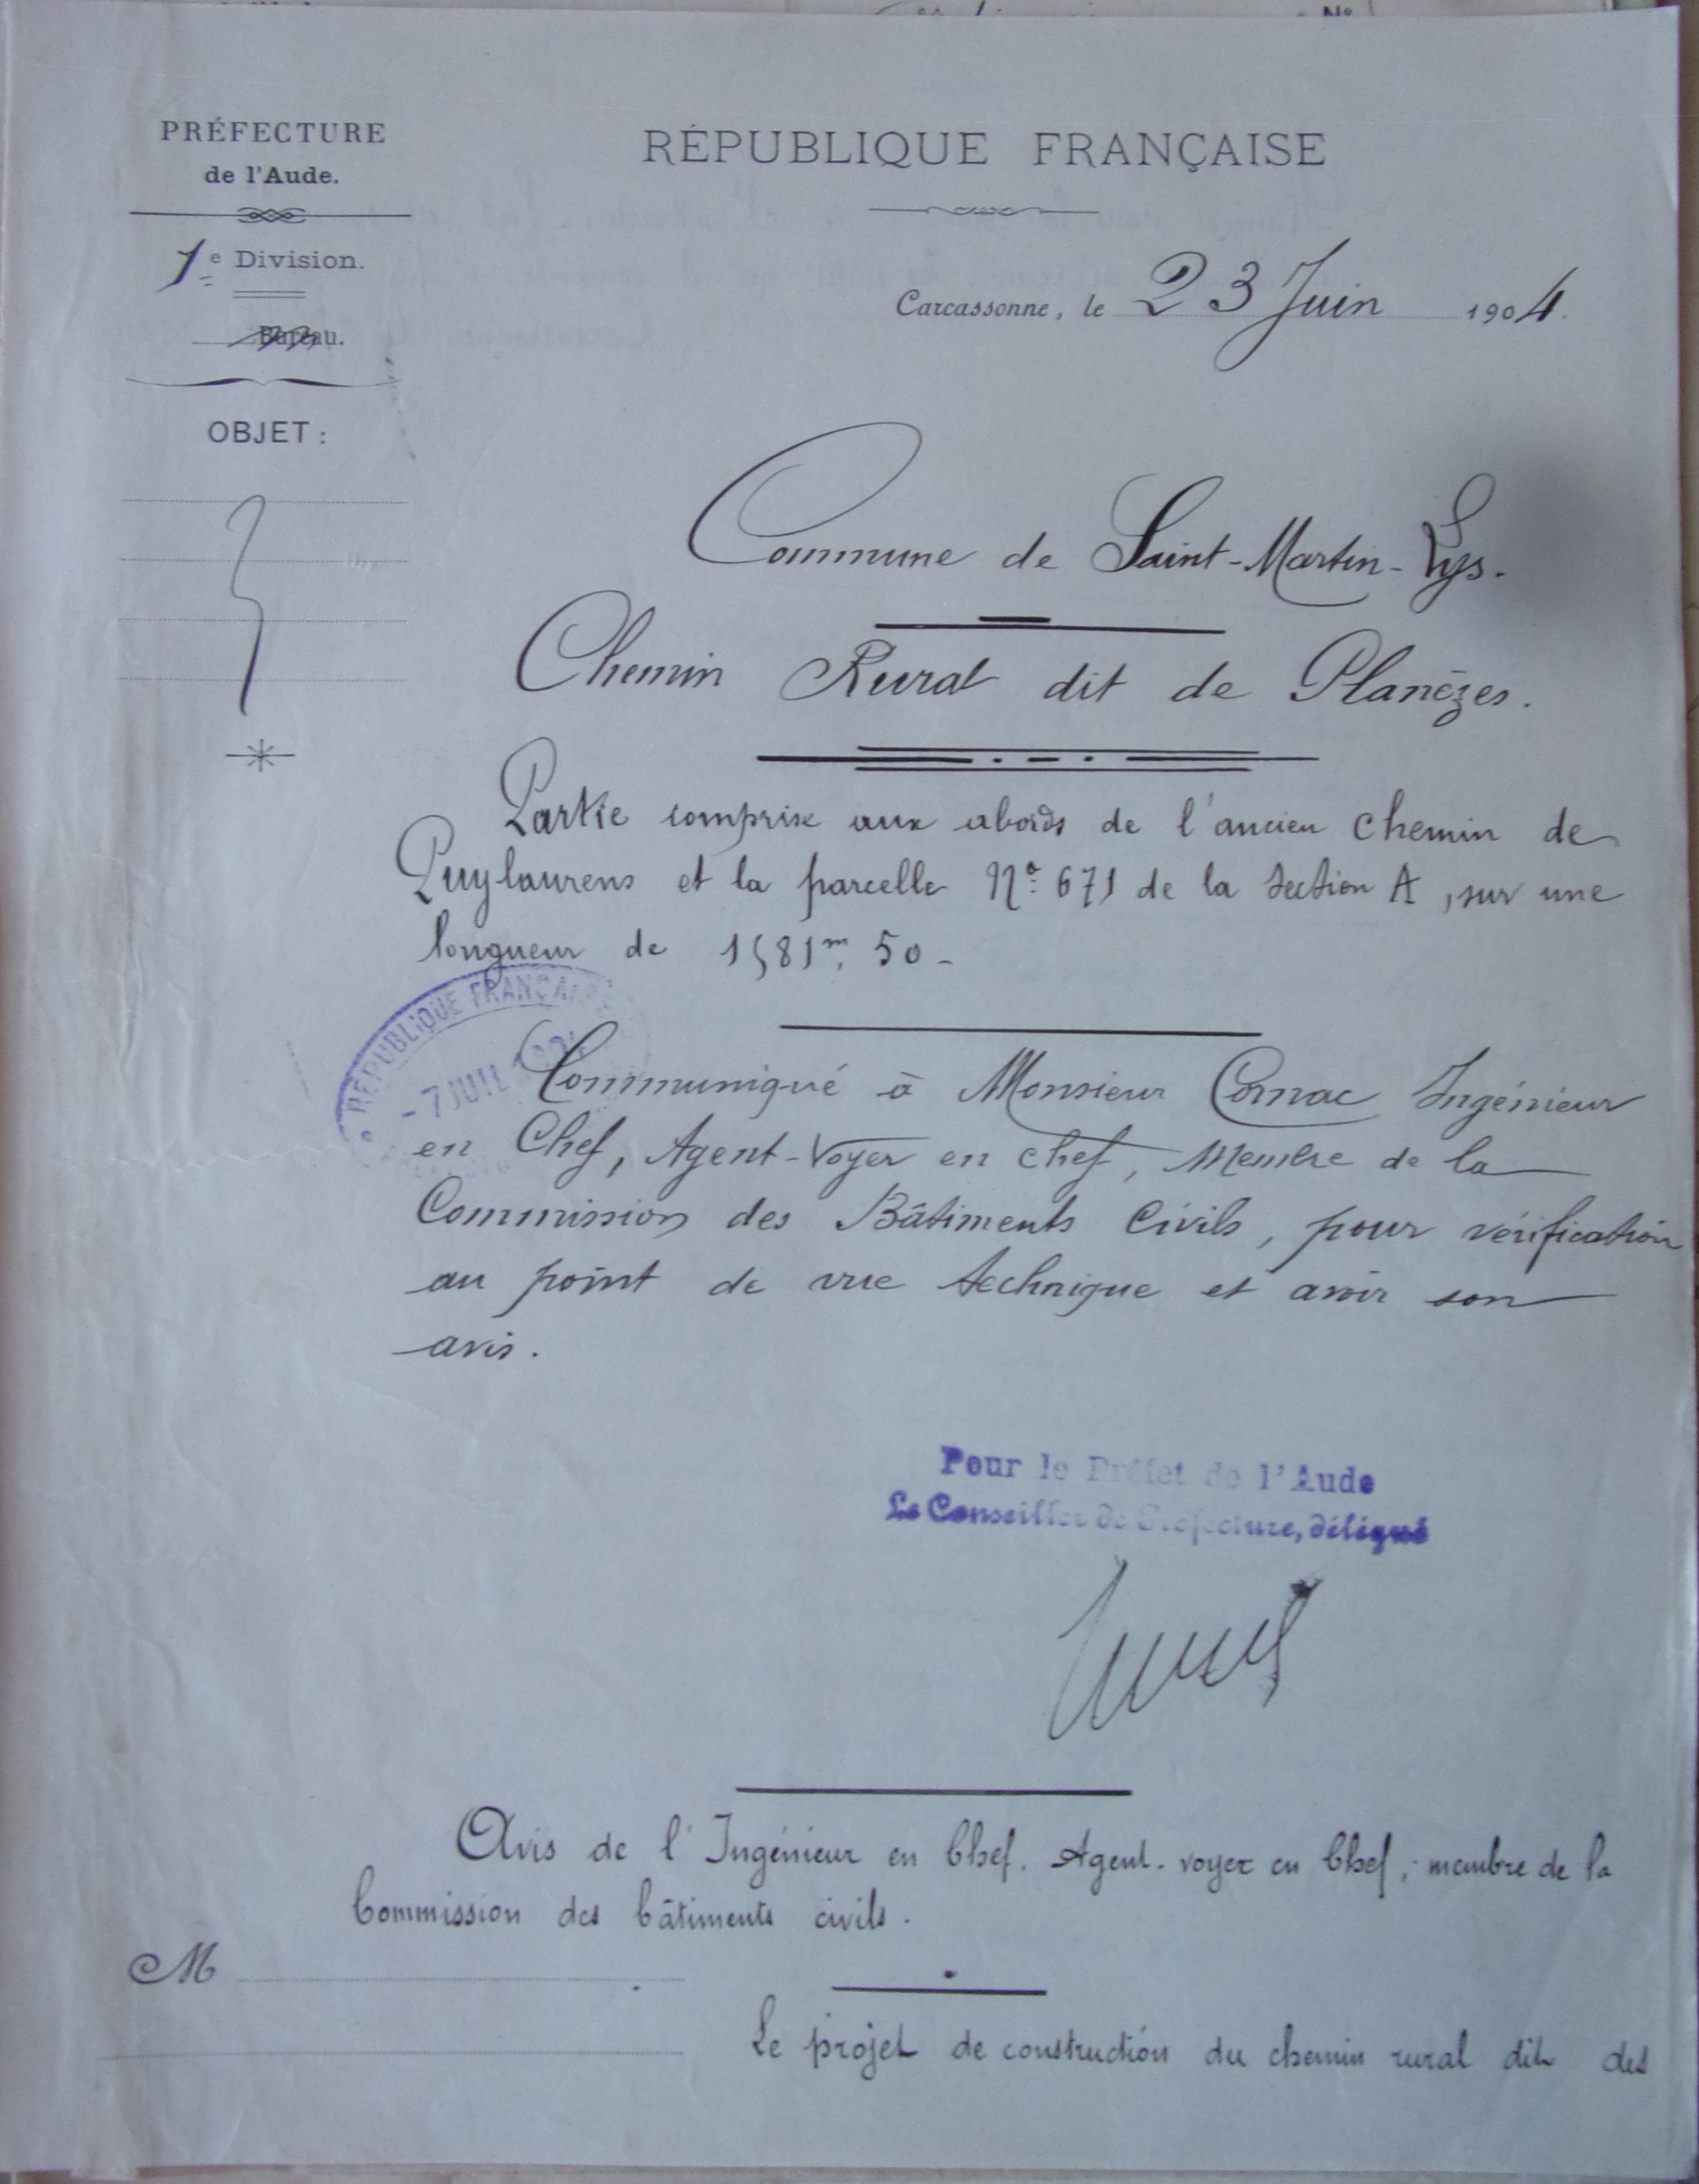 PRÉFECTURE
de l'Aude.
RÉPUBLIQUE FRANÇAISE
1e Division.
Bureau.
Carcassonne, le 23 Juin 1904.
OBJET :
Commune de Saint-Martin-Lys.
Chemin Rural dit de Planèzes.
Partie comprise aux abords de l'ancien chemin de
Puylaurens et la parcelle No 671 de la section A, sur une
longueur de 1581m, 50 -
RÉPUBLIQUE FRANÇAISE
- 7 JUIL 1904
Communiqué à Monsieur Cornac Ingénieur
en Chef, Agent-Voyer en chef, Membre de la
Commission des Bâtiments Civils, pour vérification
au point de vue technique et avoir son
avis.
Pour le Préfet de l'Aude
Le Conseiller de Préfecture, délégué
Avis de l'Ingénieur en Chef. Agent-voyer en Chef, membre de la
Commission des bâtiments civils.
M
Le projet de construction du chemin rural dit des